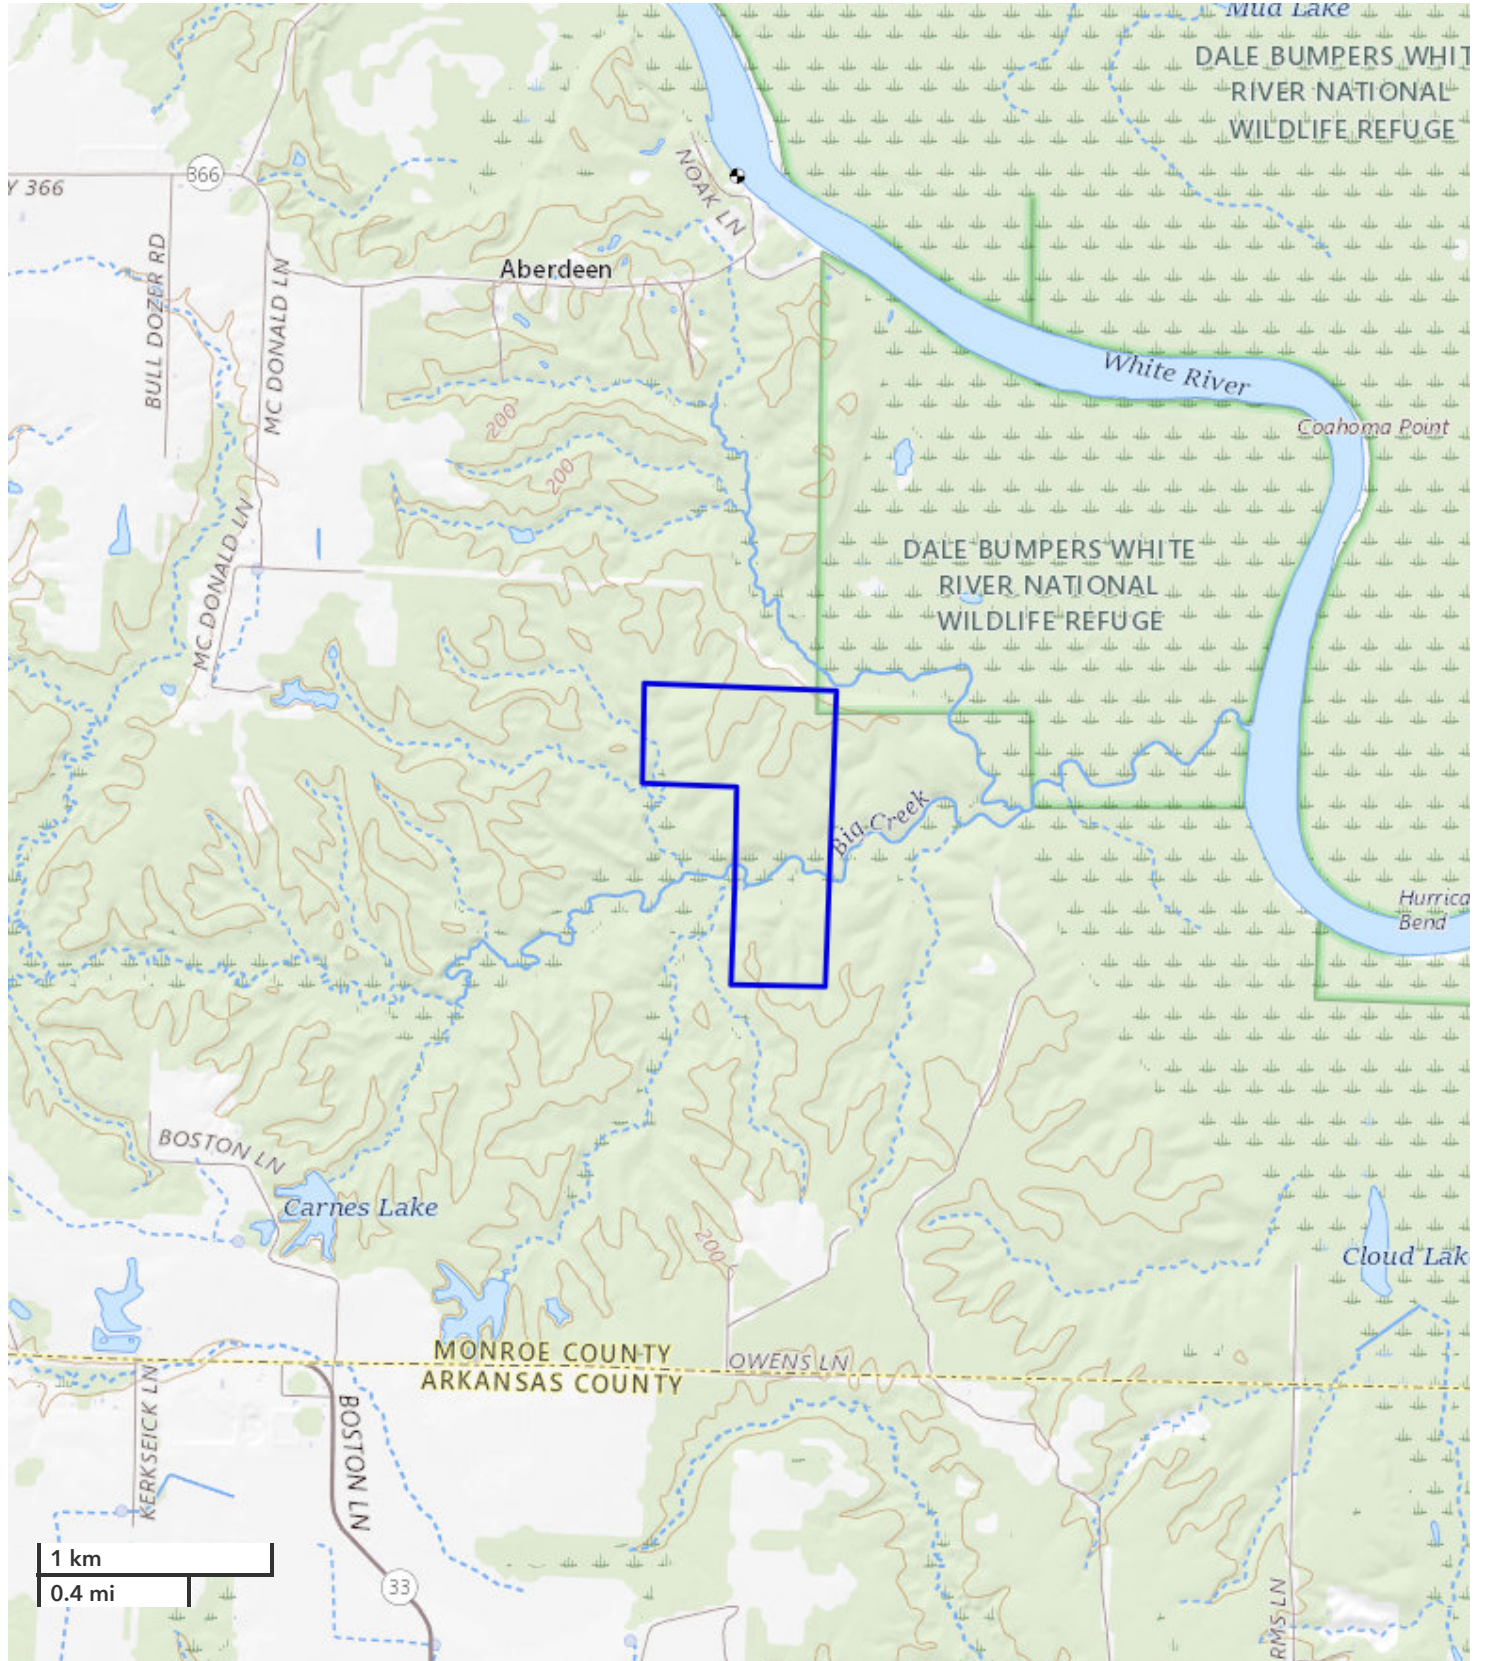 Mud Lake
DALE BUMPERS WHIT
RIVER NATIONAL
WILDLIFE REFUGE
366
Y 366
NOAK LN
Aberdeen
BULL DOZER RD
MC DONALD LN
White River
Coahoma Point
200
200
MC DONALD LN
DALE BUMPERS WHITE
RIVER NATIONAL
WILDLIFE REFUGE
Big Creek
Hurrica
Bend
BOSTON LN
Carnes Lake
200
Cloud Lak
MONROE COUNTY
ARKANSAS COUNTY
OWENS LN
KERKSEICK LN
BOSTON LN
1 km
0.4 mi
33
RMS LN